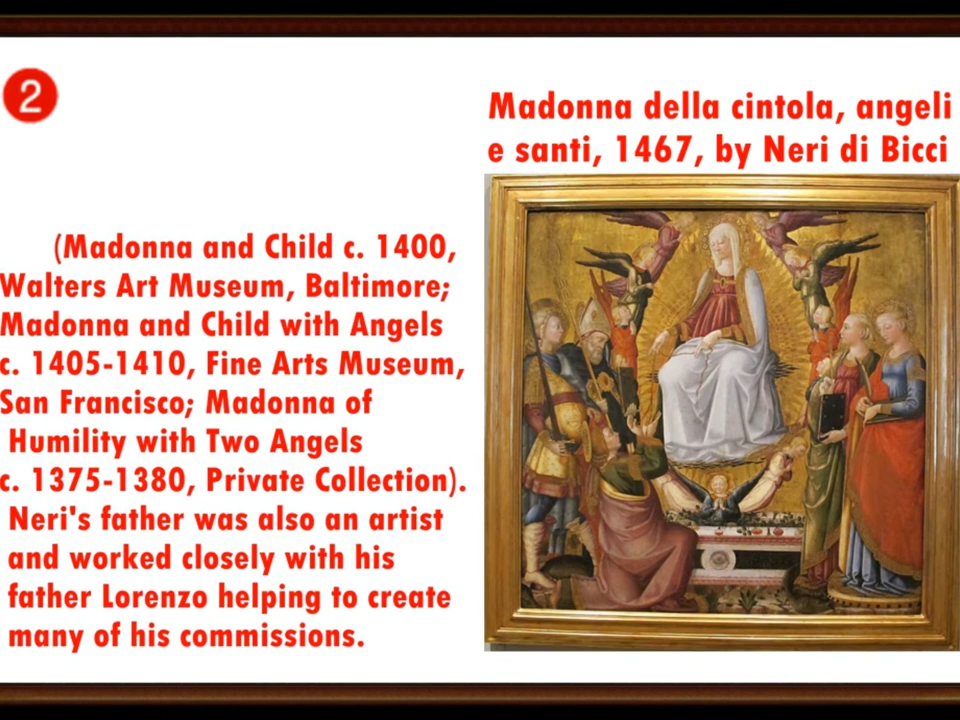 2
Madonna della cintola, angeli
e santi, 1467, by Neri di Bicci
(Madonna and Child c. 1400,
Walters Art Museum, Baltimore;
Madonna and Child with Angels
c. 1405-1410, Fine Arts Museum,
San Francisco; Madonna of
Humility with Two Angels
c. 1375-1380, Private Collection).
Neri's father was also an artist
and worked closely with his
father Lorenzo helping to create
many of his commissions.